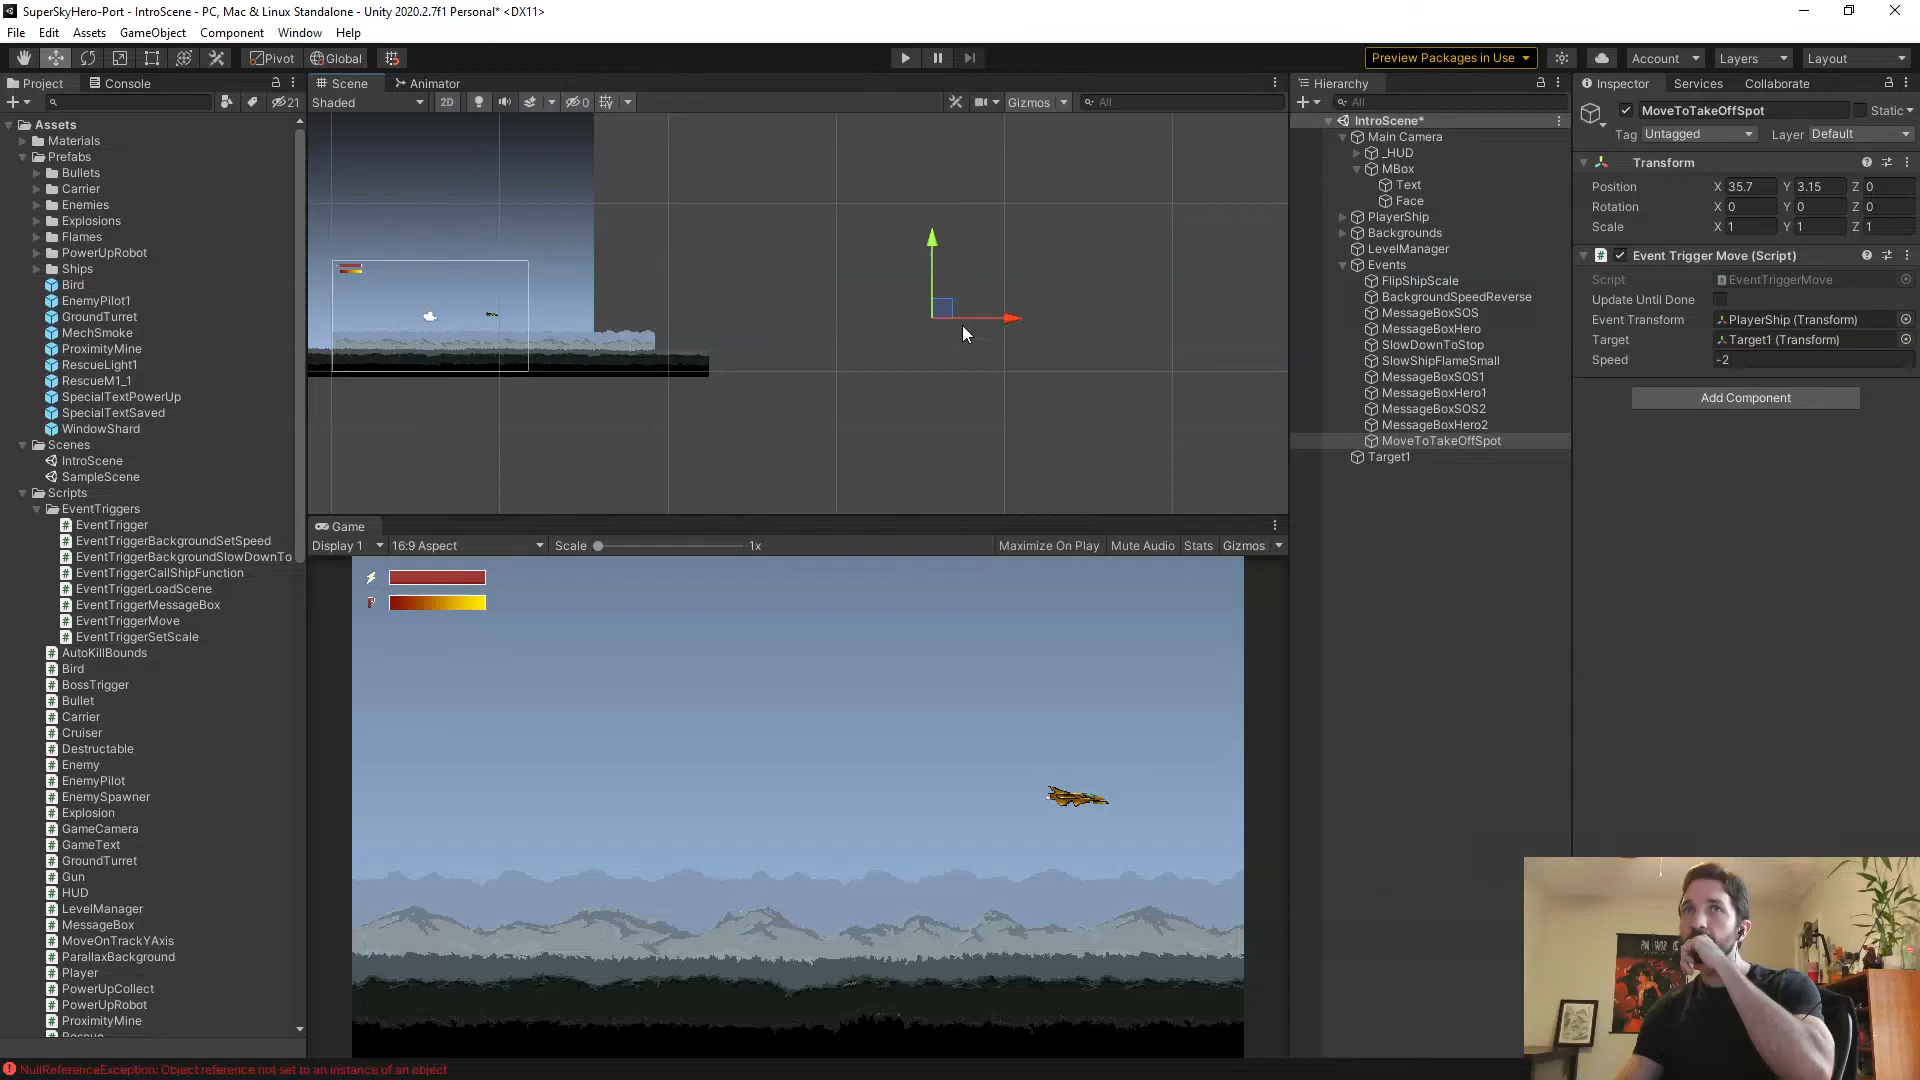 SuperSkyHero-Port - IntroScene - PC, Mac & Linux Standalone - Unity 2020.2.7f1 Personal* <DX11>
File Edit Assets GameObject Component Window Help
Pivot Global Preview Packages in Use Account Layers Layout
Project Console
21
Assets
Materials
Prefabs
Bullets
Carrier
Enemies
Explosions
Flames
PowerUpRobot
Ships
Bird
EnemyPilot1
GroundTurret
MechSmoke
ProximityMine
RescueLight1
RescueM1_1
SpecialTextPowerUp
SpecialTextSaved
WindowShard
Scenes
IntroScene
SampleScene
Scripts
EventTriggers
EventTrigger
EventTriggerBackgroundSetSpeed
EventTriggerBackgroundSlowDownTo
EventTriggerCallShipFunction
EventTriggerLoadScene
EventTriggerMessageBox
EventTriggerMove
EventTriggerSetScale
AutoKillBounds
Bird
BossTrigger
Bullet
Carrier
Cruiser
Destructable
Enemy
EnemyPilot
EnemySpawner
Explosion
GameCamera
GameText
GroundTurret
Gun
HUD
LevelManager
MessageBox
MoveOnTrackYAxis
ParallaxBackground
Player
PowerUpCollect
PowerUpRobot
ProximityMine
Rescue
Scene Animator
Shaded 2D 0 Gizmos All
Game
Display 1 16:9 Aspect Scale 1x Maximize On Play Mute Audio Stats Gizmos
P
Hierarchy
All
IntroScene*
Main Camera
_HUD
MBox
Text
Face
PlayerShip
Backgrounds
LevelManager
Events
FlipShipScale
BackgroundSpeedReverse
MessageBoxSOS
MessageBoxHero
SlowDownToStop
SlowShipFlameSmall
MessageBoxSOS1
MessageBoxHero1
MessageBoxSOS2
MessageBoxHero2
MoveToTakeOffSpot
Target1
Inspector Services Collaborate
MoveToTakeOffSpot Static
Tag Untagged Layer Default
Transform
Position X 35.7 Y 3.15 Z 0
Rotation X 0 Y 0 Z 0
Scale X 1 Y 1 Z 1
Event Trigger Move (Script)
Script EventTriggerMove
Update Until Done
Event Transform PlayerShip (Transform)
Target Target1 (Transform)
Speed -2
Add Component
NullReferenceException: Object reference not set to an instance of an object